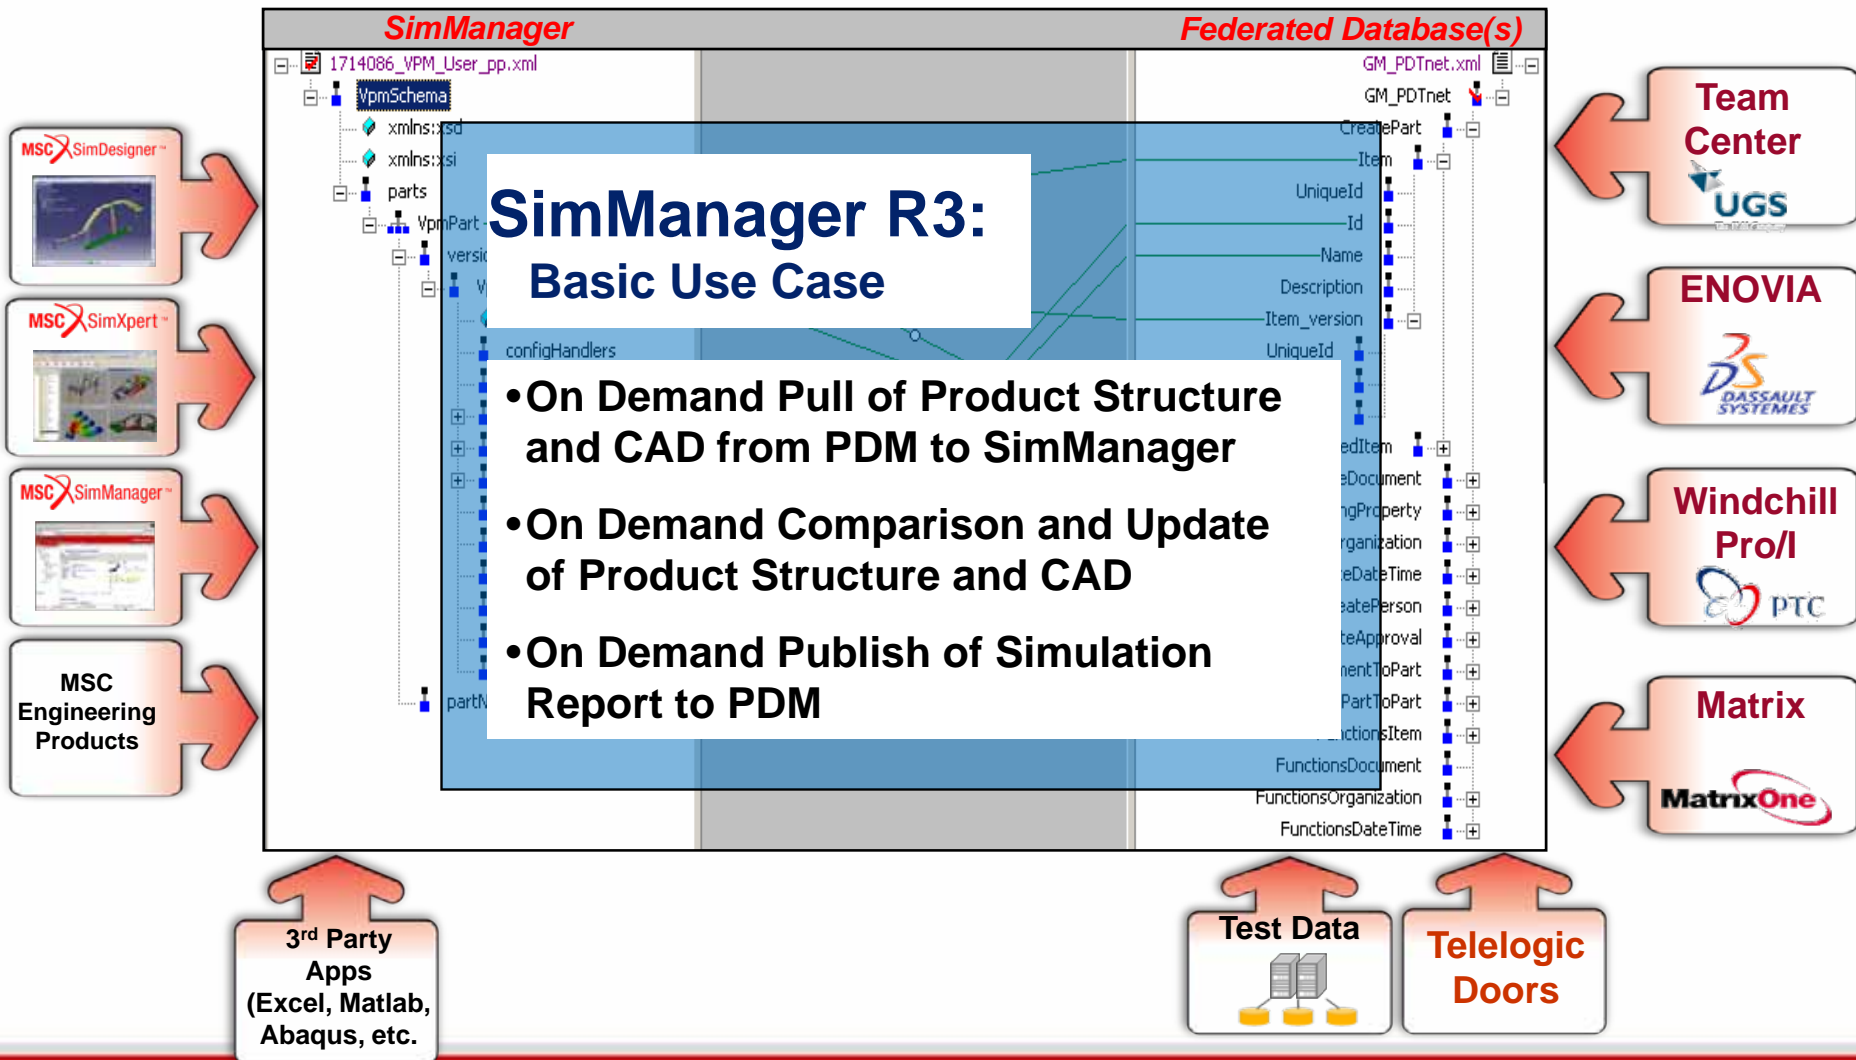 SimManager
Federated Database(s)
1714086_VPM_User_pp.xml
VpmSchema
xmlns:xsd
xmlns:xsi
parts
VpmPart
configHandlers
GM_PDTnet.xml
GM_PDTnet
CreatePart
Item
UniqueId
Id
Name
Description
Item_version
UniqueId
FunctionsDocument
FunctionsOrganization
FunctionsDateTime
SimManager R3:
Basic Use Case
•On Demand Pull of Product Structure
and CAD from PDM to SimManager
•On Demand Comparison and Update
of Product Structure and CAD
•On Demand Publish of Simulation
Report to PDM
MSC SimDesigner™
MSC SimXpert™
MSC SimManager™
MSC
Engineering
Products
3rd Party
Apps
(Excel, Matlab,
Abaqus, etc.
Test Data
Telelogic
Doors
Team
Center
UGS
ENOVIA
DASSAULT
SYSTEMES
Windchill
Pro/I
PTC
Matrix
MatrixOne